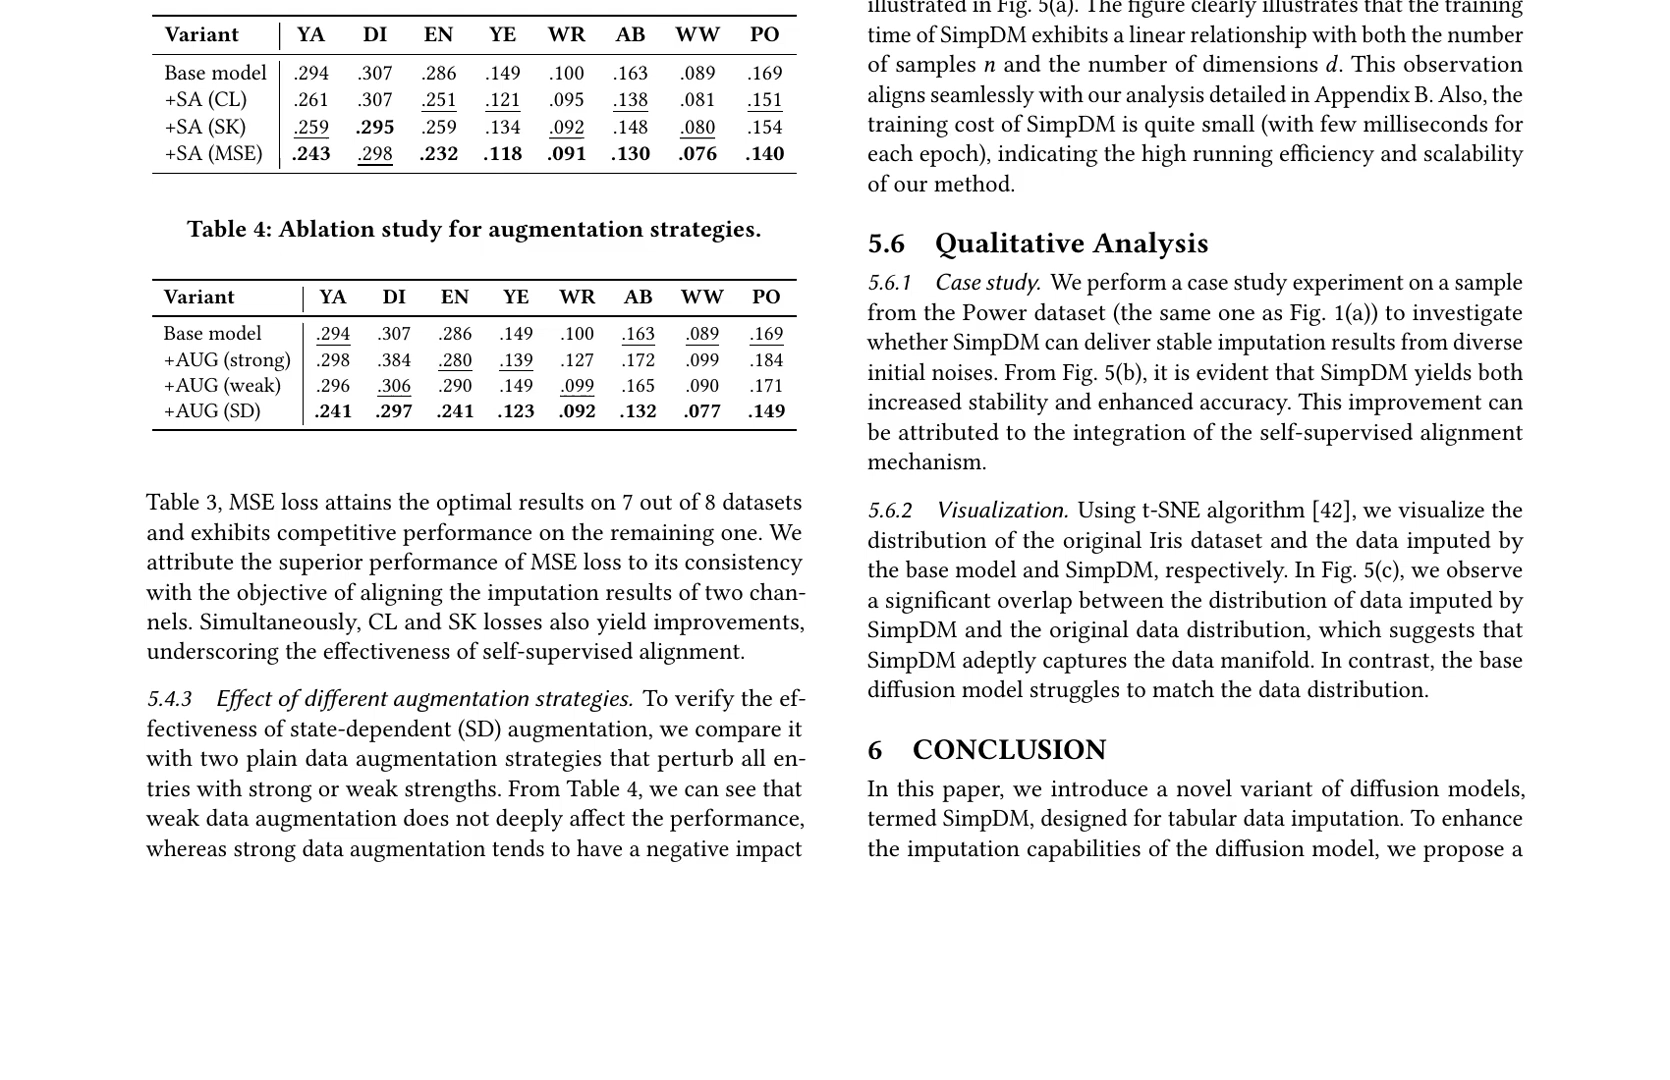 Variant YA DI EN YE WR AB WW PO
Base model .294 .307 .286 .149 .100 .163 .089 .169
+SA (CL) .261 .307 .251 .121 .095 .138 .081 .151
+SA (SK) .259 .295 .259 .134 .092 .148 .080 .154
+SA (MSE) .243 .298 .232 .118 .091 .130 .076 .140
Table 4: Ablation study for augmentation strategies.
Variant YA DI EN YE WR AB WW PO
Base model .294 .307 .286 .149 .100 .163 .089 .169
+AUG (strong) .298 .384 .280 .139 .127 .172 .099 .184
+AUG (weak) .296 .306 .290 .149 .099 .165 .090 .171
+AUG (SD) .241 .297 .241 .123 .092 .132 .077 .149
Table 3, MSE loss attains the optimal results on 7 out of 8 datasets
and exhibits competitive performance on the remaining one. We
attribute the superior performance of MSE loss to its consistency
with the objective of aligning the imputation results of two chan-
nels. Simultaneously, CL and SK losses also yield improvements,
underscoring the effectiveness of self-supervised alignment.
5.4.3 Effect of different augmentation strategies. To verify the ef-
fectiveness of state-dependent (SD) augmentation, we compare it
with two plain data augmentation strategies that perturb all en-
tries with strong or weak strengths. From Table 4, we can see that
weak data augmentation does not deeply affect the performance,
whereas strong data augmentation tends to have a negative impact
illustrated in Fig. 5(a). The figure clearly illustrates that the training
time of SimpDM exhibits a linear relationship with both the number
of samples n and the number of dimensions d. This observation
aligns seamlessly with our analysis detailed in Appendix B. Also, the
training cost of SimpDM is quite small (with few milliseconds for
each epoch), indicating the high running efficiency and scalability
of our method.
5.6 Qualitative Analysis
5.6.1 Case study. We perform a case study experiment on a sample
from the Power dataset (the same one as Fig. 1(a)) to investigate
whether SimpDM can deliver stable imputation results from diverse
initial noises. From Fig. 5(b), it is evident that SimpDM yields both
increased stability and enhanced accuracy. This improvement can
be attributed to the integration of the self-supervised alignment
mechanism.
5.6.2 Visualization. Using t-SNE algorithm [42], we visualize the
distribution of the original Iris dataset and the data imputed by
the base model and SimpDM, respectively. In Fig. 5(c), we observe
a significant overlap between the distribution of data imputed by
SimpDM and the original data distribution, which suggests that
SimpDM adeptly captures the data manifold. In contrast, the base
diffusion model struggles to match the data distribution.
6 CONCLUSION
In this paper, we introduce a novel variant of diffusion models,
termed SimpDM, designed for tabular data imputation. To enhance
the imputation capabilities of the diffusion model, we propose a